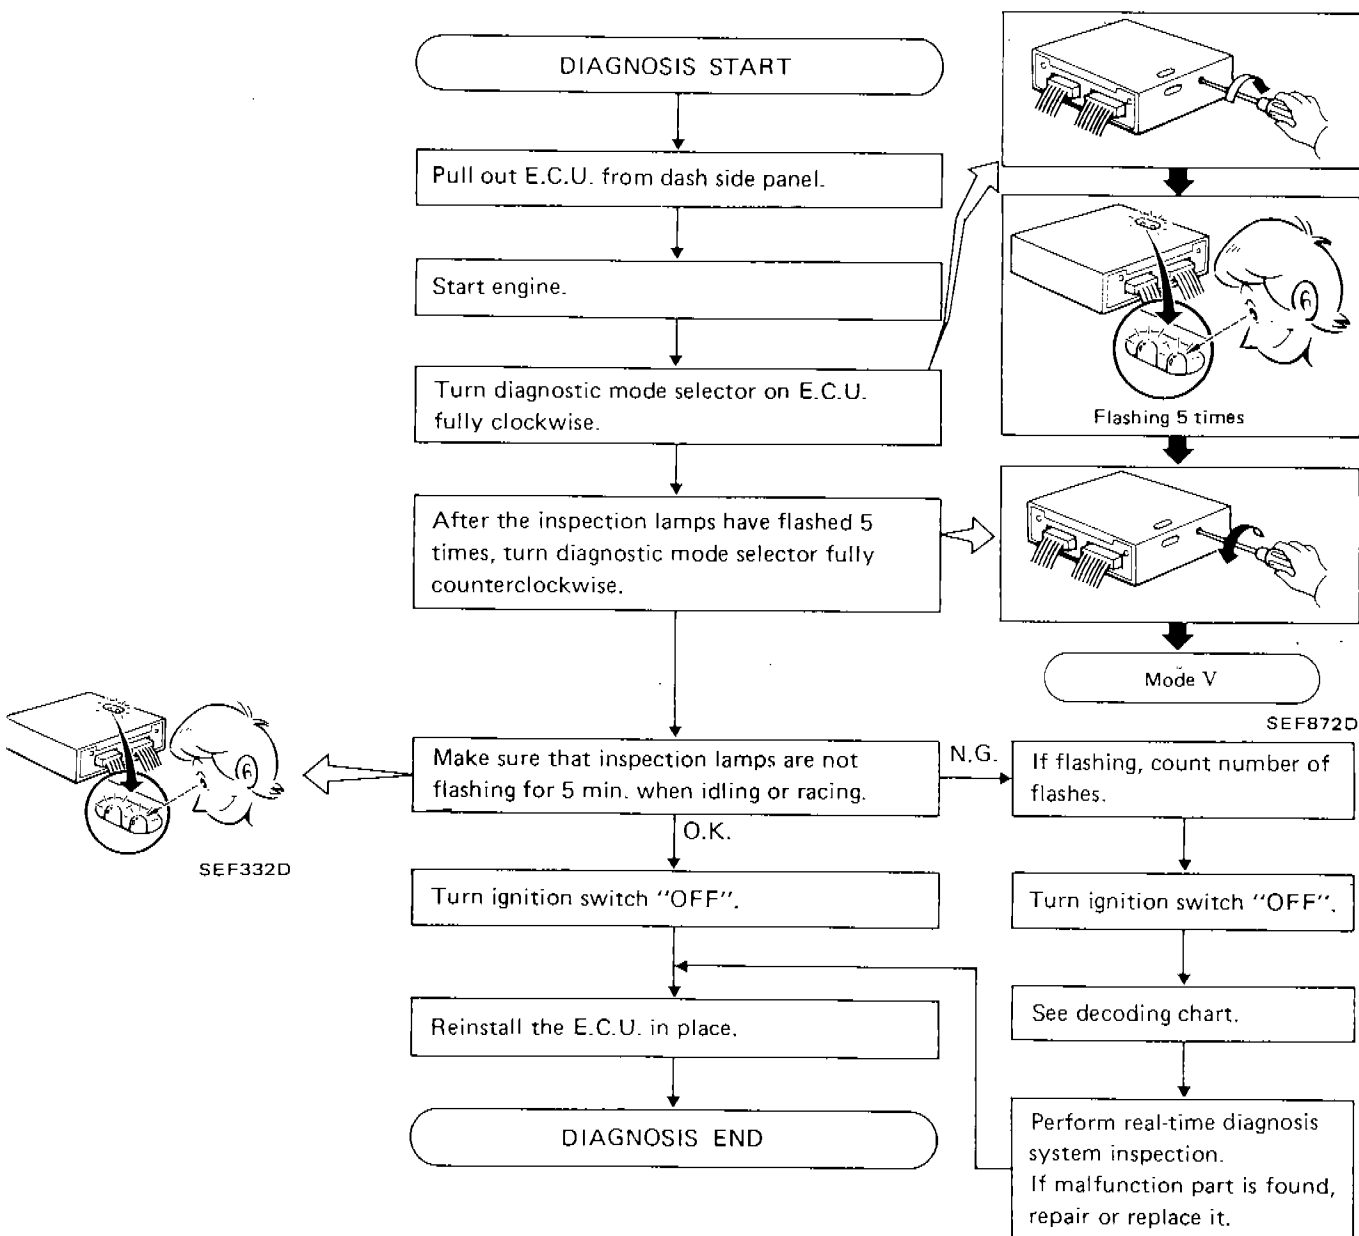 DIAGNOSIS START
Pull out E.C.U. from dash side panel.
Start engine.
Turn diagnostic mode selector on E.C.U.
fully clockwise.
Flashing 5 times
After the inspection lamps have flashed 5
times, turn diagnostic mode selector fully
counterclockwise.
Mode V
SEF872D
Make sure that inspection lamps are not
flashing for 5 min. when idling or racing.
N.G.
If flashing, count number of
flashes.
SEF332D
O.K.
Turn ignition switch "OFF".
Turn ignition switch "OFF".
Reinstall the E.C.U. in place.
See decoding chart.
DIAGNOSIS END
Perform real-time diagnosis
system inspection.
If malfunction part is found,
repair or replace it.